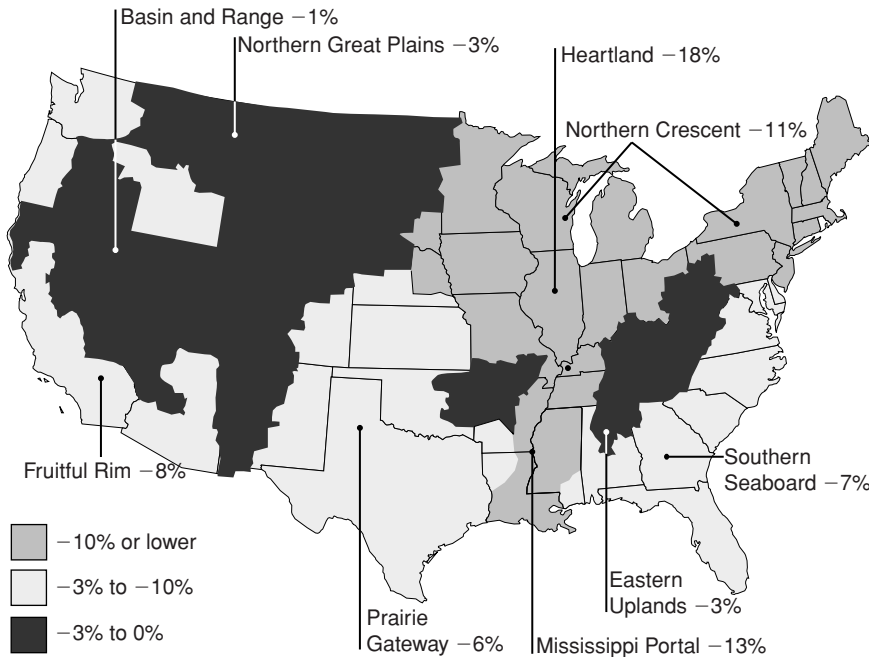 Basin and Range −1%
Northern Great Plains −3%
Heartland −18%
Northern Crescent −11%
Fruitful Rim −8%
Southern
Seaboard −7%
−10% or lower
−3% to −10%
−3% to 0%
Eastern
Uplands −3%
Prairie
Gateway −6%
Mississippi Portal −13%